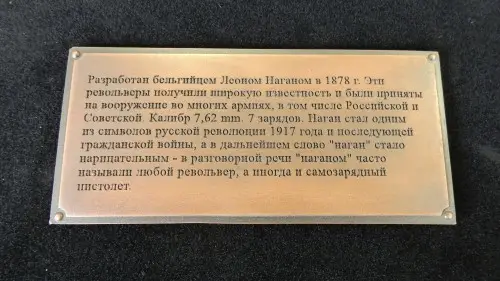 Разработан бельгийцем Леоном Наганом в 1878 г. Эти
револьверы получили широкую известность и были приняты
на вооружение во многих армиях, в том числе Российской и
Советской. Калибр 7,62 mm. 7 зарядов. Наган стал одним
из символов русской революции 1917 года и последующей
гражданской войны, а в дальнейшем слово "наган" стало
нарицательным - в разговорной речи "наганом" часто
называли любой револьвер, а иногда и самозарядный
пистолет.